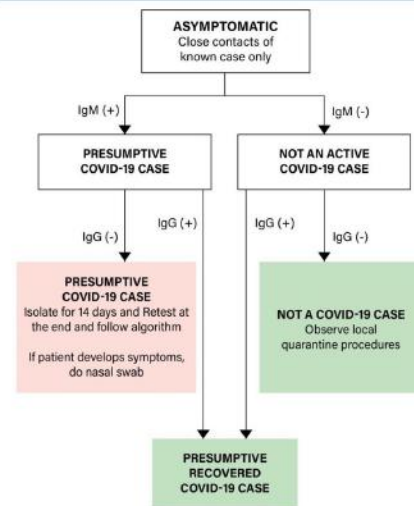 ASYMPTOMATIC
Close contacts of
known case only
IgM (+)
IgM (-)
PRESUMPTIVE
COVID-19 CASE
NOT AN ACTIVE
COVID-19 CASE
IgG (+)
IgG (+)
IgG (-)
IgG (-)
PRESUMPTIVE
COVID-19 CASE
Isolate for 14 days and Retest at
the end and follow algorithm
If patient develops symptoms,
do nasal swab
NOT A COVID-19 CASE
Observe local
quarantine procedures
PRESUMPTIVE
RECOVERED
COVID-19 CASE